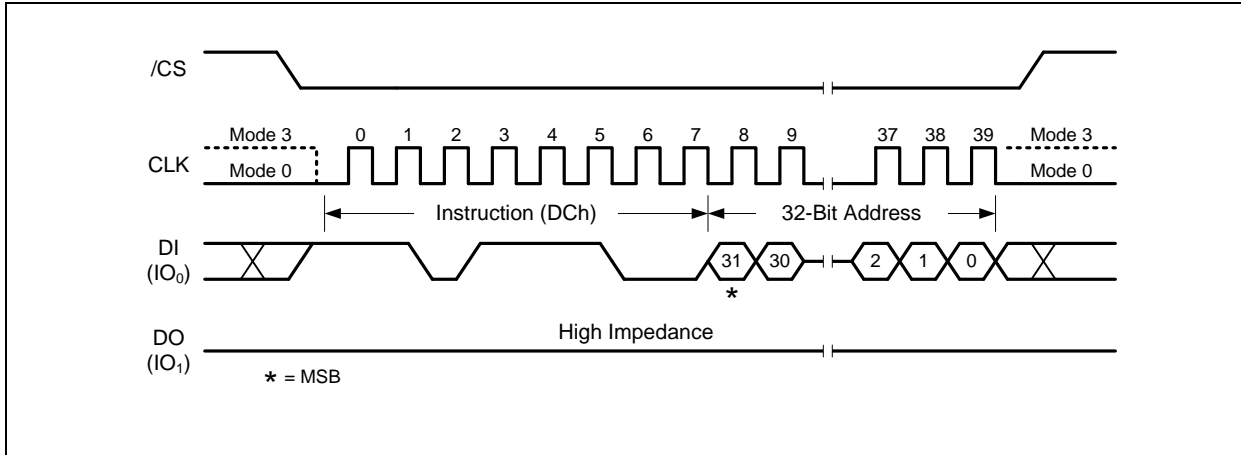 /CS
Mode 3 0 1 2 3 4 5 6 7 8 9 37 38 39 Mode 3
CLK
Mode 0 Mode 0
Instruction (DCh) 32-Bit Address
DI
(IO₀)
31 30 2 1 0
*
High Impedance
DO
(IO₁)
* = MSB